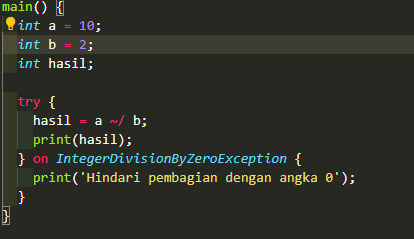 main() {
int a = 10;
int b = 2;
int hasil;
try {
hasil = a ~/ b;
print(hasil);
} on IntegerDivisionByZeroException {
print('Hindari pembagian dengan angka 0');
}
}